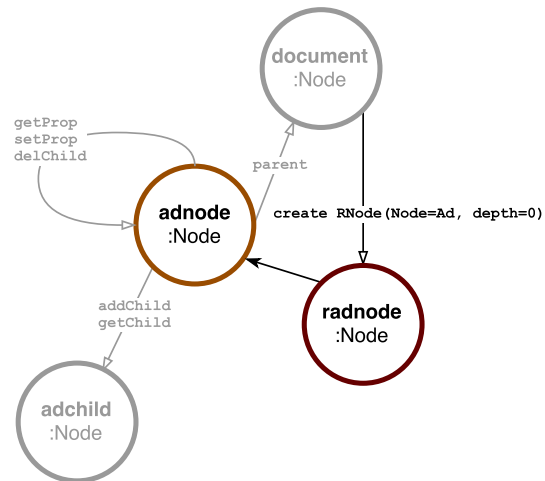 document
:Node
getProp
setProp
delChild
parent
adnode
:Node
create RNode(Node=Ad, depth=0)
addChild
getChild
radnode
:Node
adchild
:Node